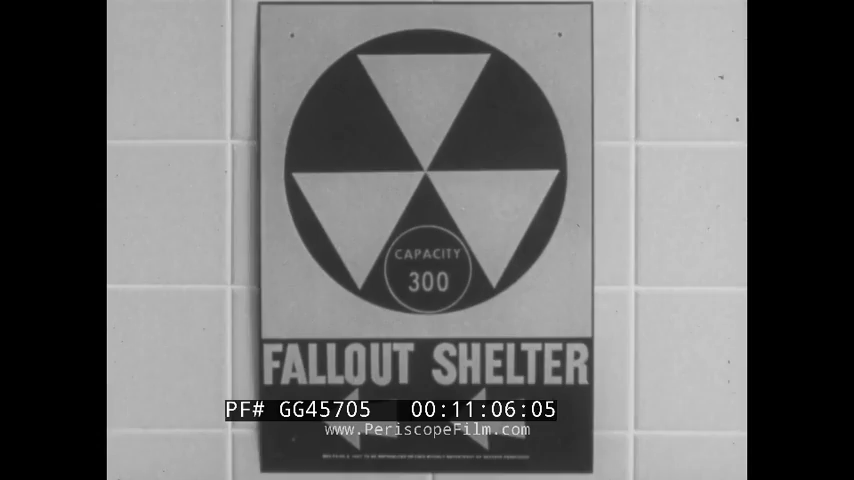 CAPACITY
300
FALLOUT SHELTER
PF# GG45705 00:11:06:05
www.PeriscopeFilm.com